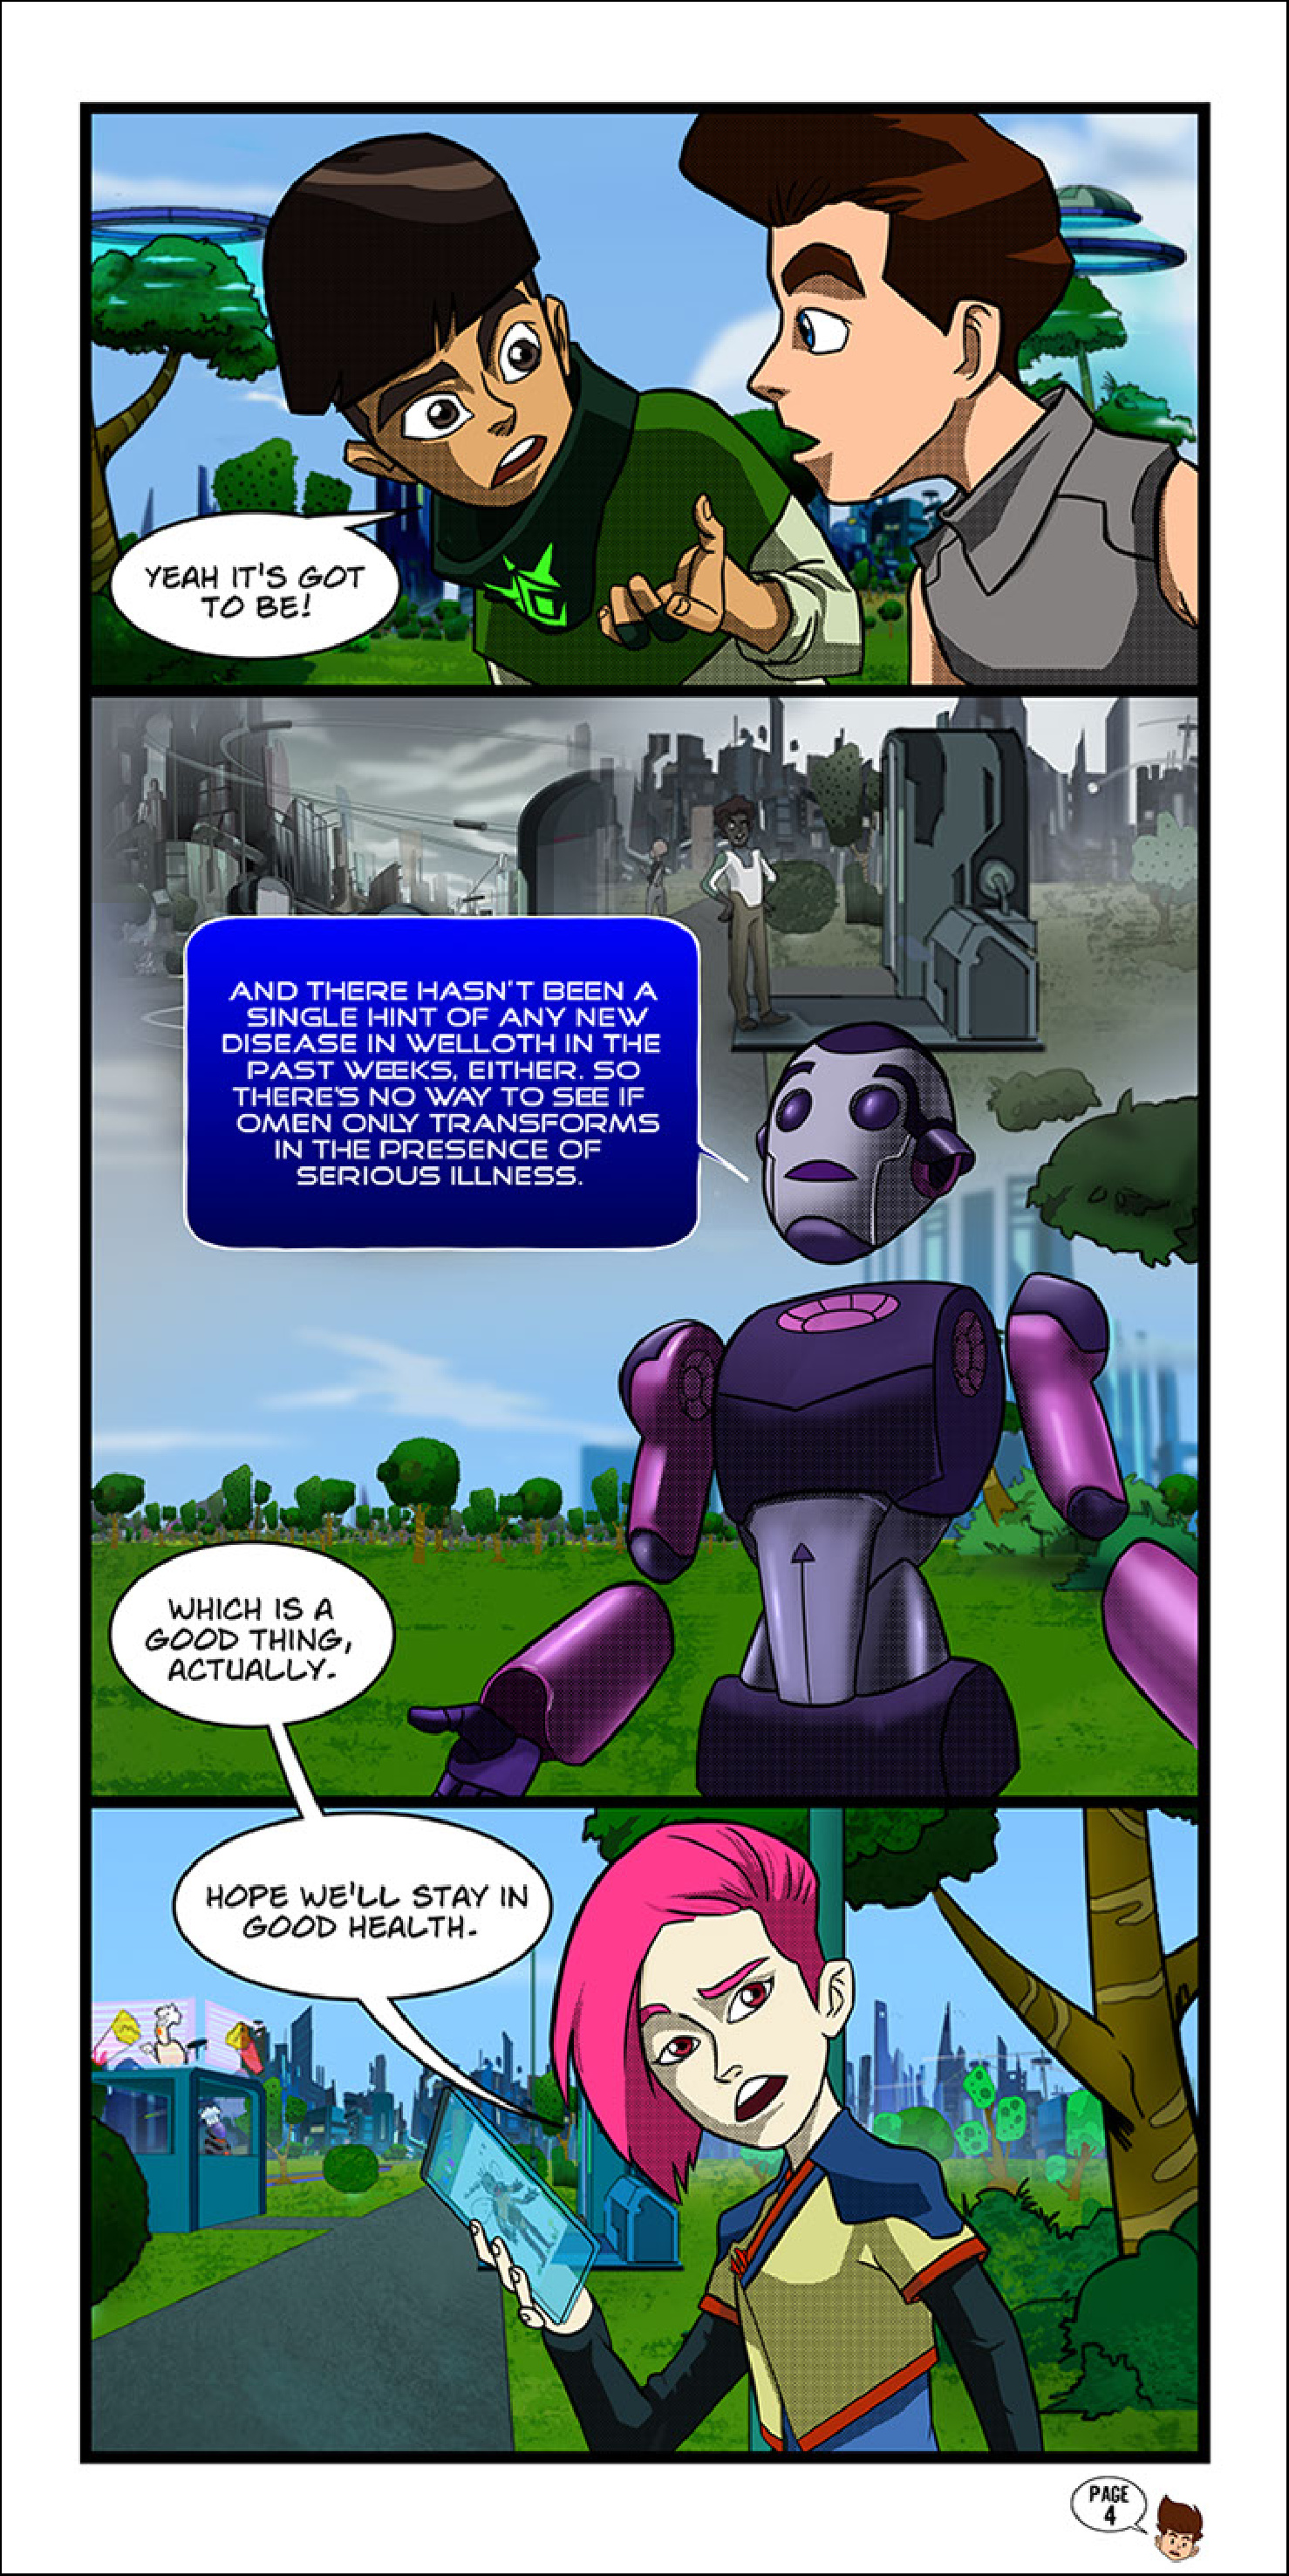 YEAH IT'S GOT
TO BE!
AND THERE HASN'T BEEN A
SINGLE HINT OF ANY NEW
DISEASE IN WELLOTH IN THE
PAST WEEKS, EITHER. SO
THERE'S NO WAY TO SEE IF
OMEN ONLY TRANSFORMS
IN THE PRESENCE OF
SERIOUS ILLNESS.
WHICH IS A
GOOD THING,
ACTUALLY.
HOPE WE'LL STAY IN
GOOD HEALTH.
PAGE
4